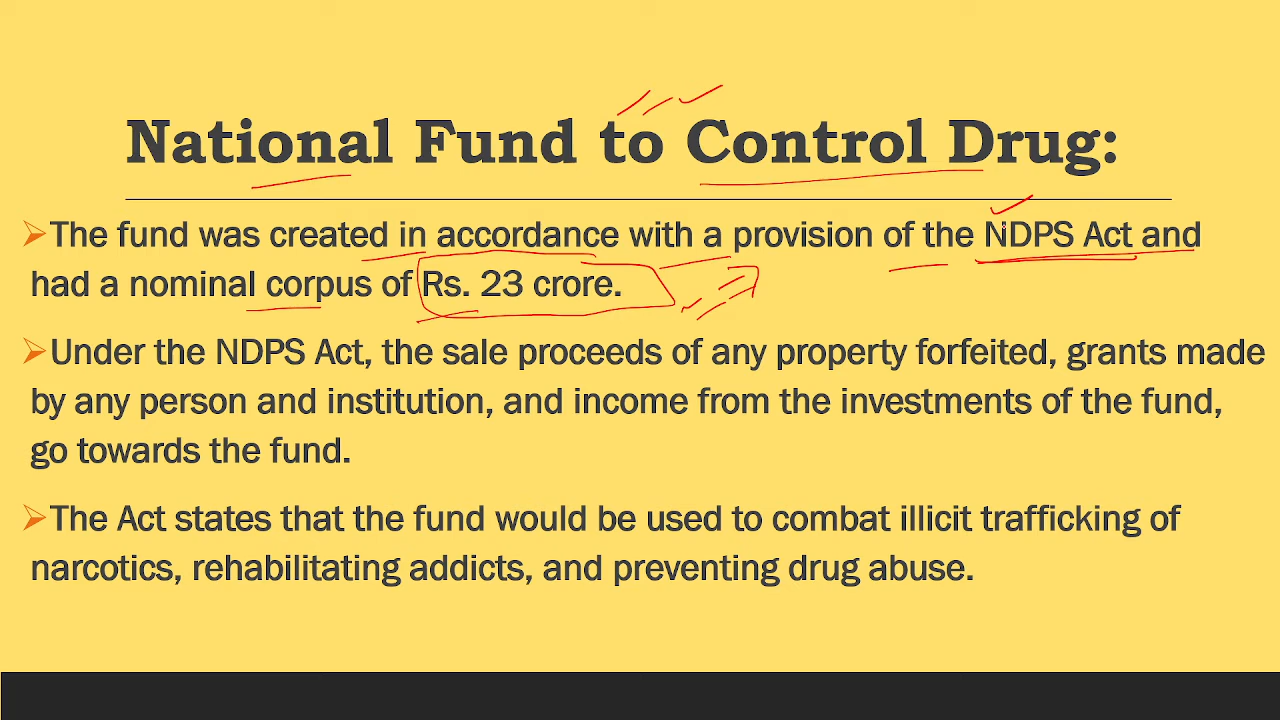 National Fund to Control Drug:
➢The fund was created in accordance with a provision of the NDPS Act and
had a nominal corpus of Rs. 23 crore.
➢Under the NDPS Act, the sale proceeds of any property forfeited, grants made
by any person and institution, and income from the investments of the fund,
go towards the fund.
➢The Act states that the fund would be used to combat illicit trafficking of
narcotics, rehabilitating addicts, and preventing drug abuse.